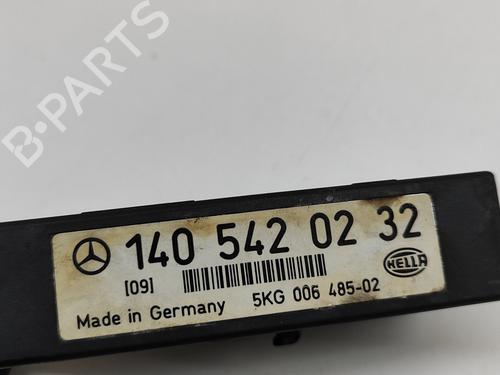 B-PARTS
140 542 02 32
[09]
HELLA
Made in Germany 5KG 006 485-02